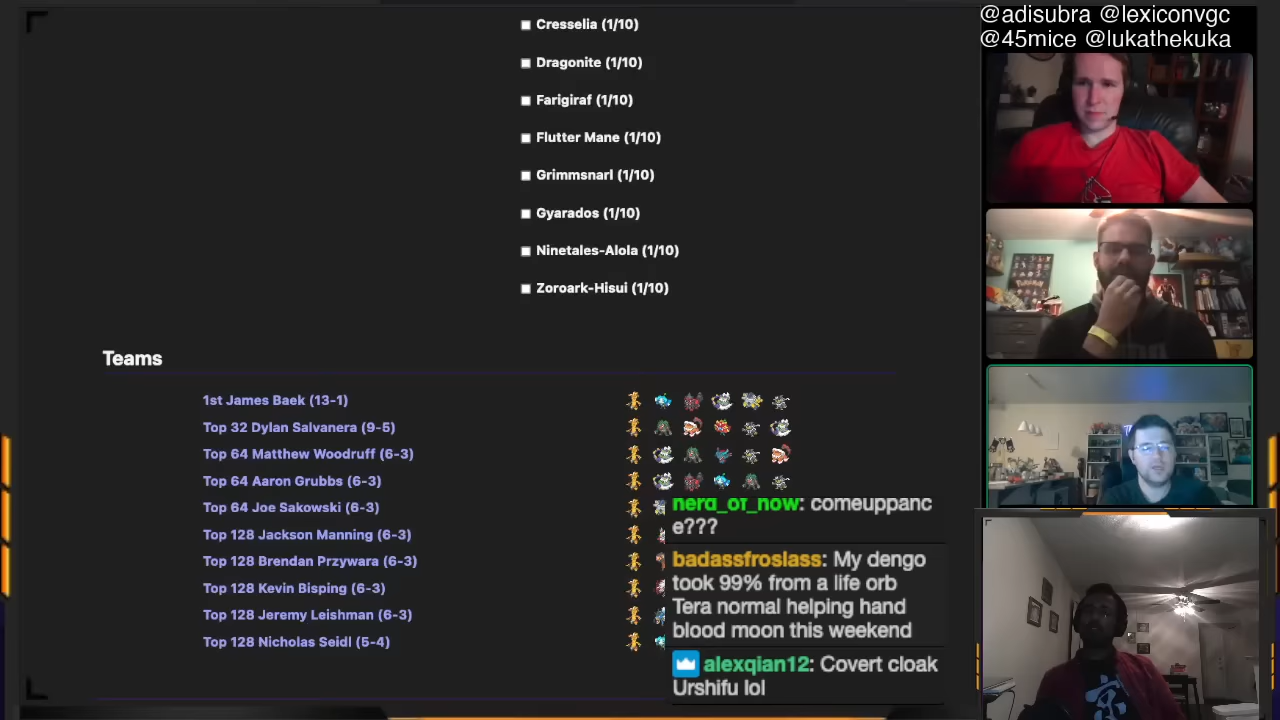 @adisubra @lexiconvgc
@45mice @lukathekuka
Cresselia (1/10)
Dragonite (1/10)
Farigiraf (1/10)
Flutter Mane (1/10)
Grimmsnarl (1/10)
Gyarados (1/10)
Ninetales-Alola (1/10)
Zoroark-Hisui (1/10)
Teams
1st James Baek (13-1)
Top 32 Dylan Salvanera (9-5)
Top 64 Matthew Woodruff (6-3)
Top 64 Aaron Grubbs (6-3)
Top 64 Joe Sakowski (6-3)
Top 128 Jackson Manning (6-3)
Top 128 Brendan Przywara (6-3)
Top 128 Kevin Bisping (6-3)
Top 128 Jeremy Leishman (6-3)
Top 128 Nicholas Seidl (5-4)
nerd_of_now: comeuppanc
e???
badassfroslass: My dengo
took 99% from a life orb
Tera normal helping hand
blood moon this weekend
alexqian12: Covert cloak
Urshifu lol
京